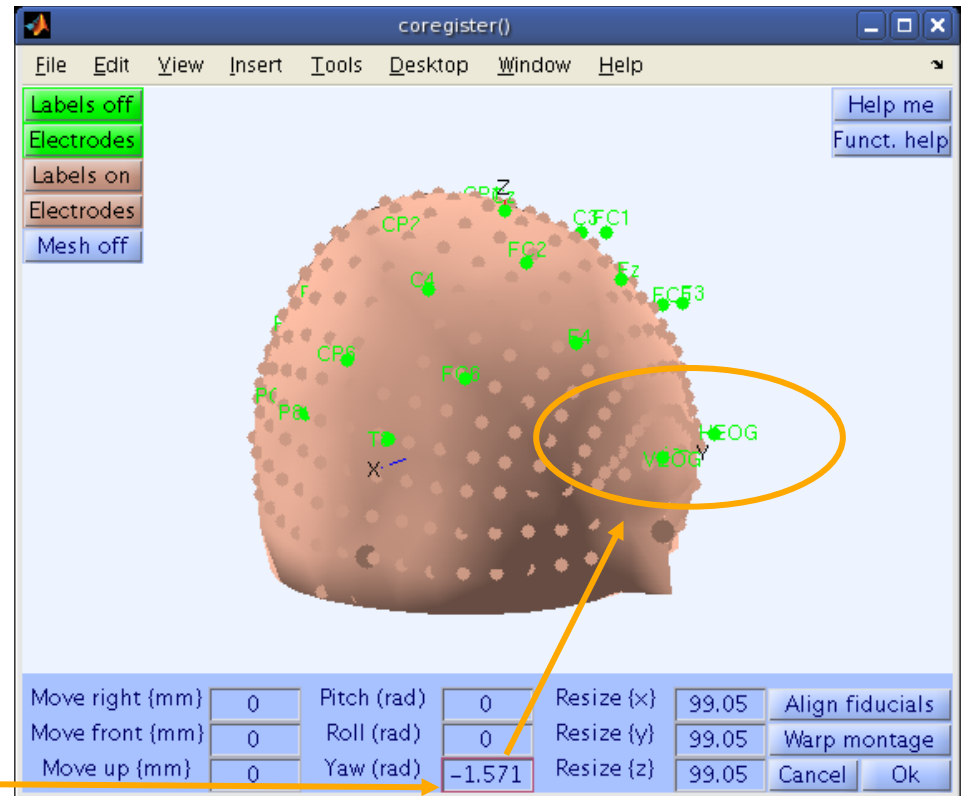 coregister()
File Edit View Insert Tools Desktop Window Help
Labels off
Electrodes
Labels on
Electrodes
Mesh off
Help me
Funct. help
Z
CP2
C3 FC1
FC2
Fz
C4
F3
F4
CP6
FC6
P8
HEOG
VEOG
Y
X
Move right {mm} 0 Pitch (rad) 0 Resize {x} 99.05 Align fiducials
Move front {mm} 0 Roll (rad) 0 Resize {y} 99.05 Warp montage
Move up {mm} 0 Yaw (rad) −1.571 Resize {z} 99.05 Cancel Ok